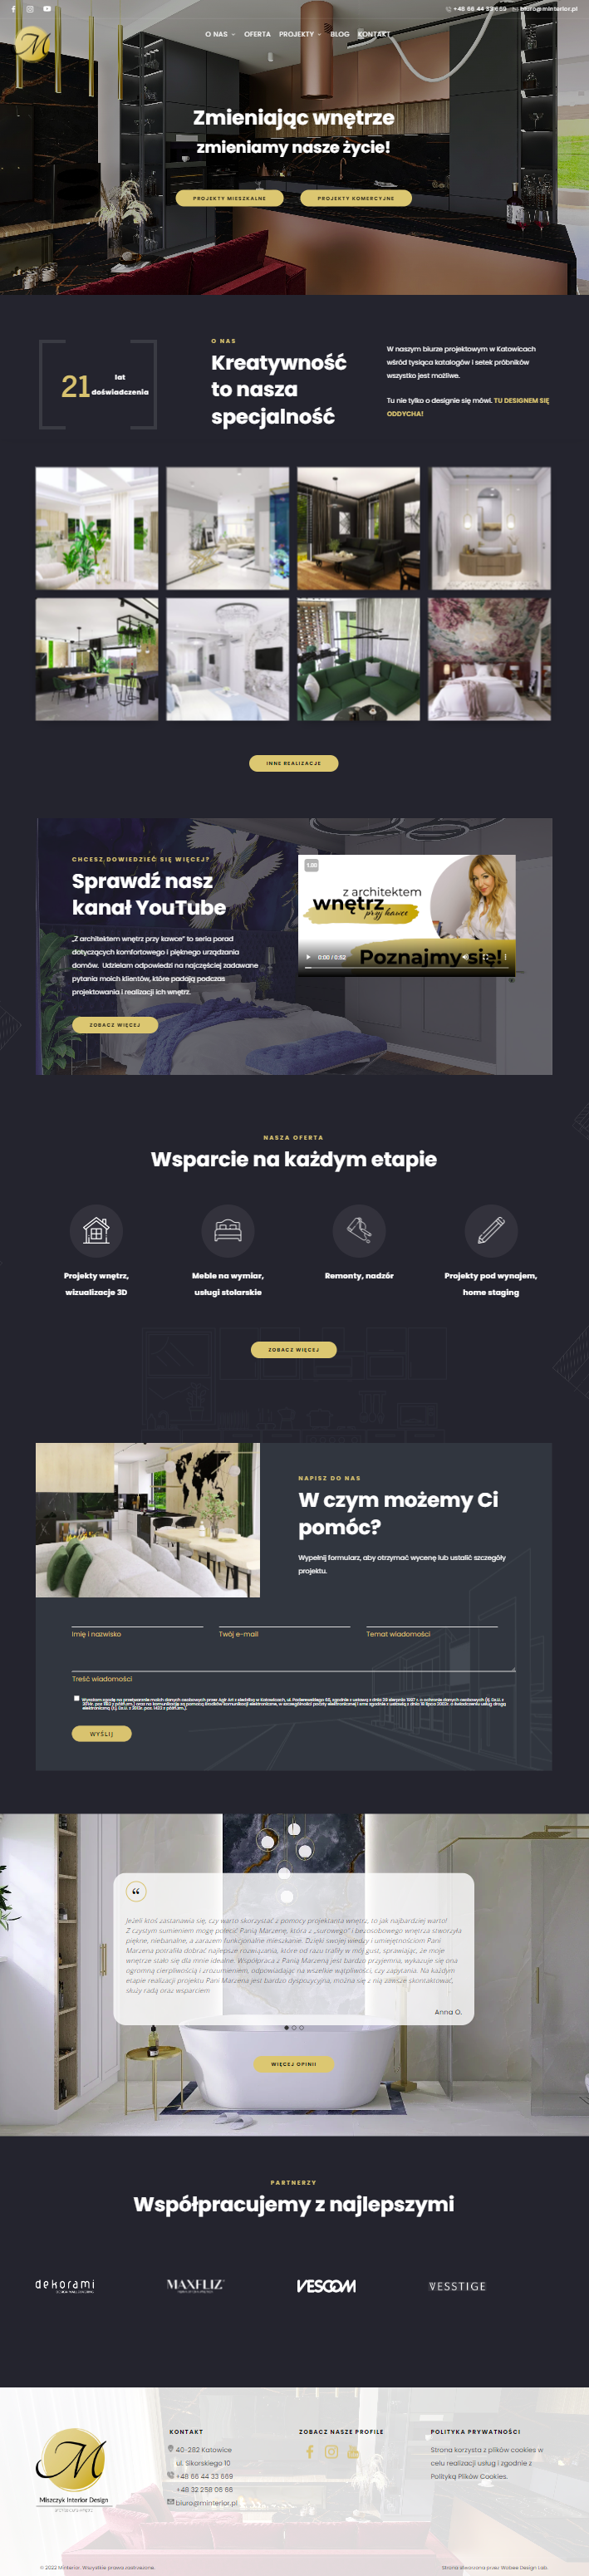 +48 66 44 33 669 biuro@minterior.pl
M
O NAS OFERTA PROJEKTY BLOG KONTAKT
Zmieniając wnętrze
zmieniamy nasze życie!
PROJEKTY MIESZKALNE PROJEKTY KOMERCYJNE
21 lat doświadczenia
O NAS
Kreatywność
to nasza
specjalność
W naszym biurze projektowym w Katowicach
wśród tysiąca katalogów i setek próbników
wszystko jest możliwe.
Tu nie tylko o designie się mówi. TU DESIGNEM SIĘ
ODDYCHA!
INNE REALIZACJE
CHCESZ DOWIEDZIEĆ SIĘ WIĘCEJ?
Sprawdź nasz
kanał YouTube
„Z architektem wnętrz przy kawce" to seria porad
dotyczących komfortowego i pięknego urządzania
domów. Udzielam odpowiedzi na najczęściej zadawane
pytania moich klientów, które padają podczas
projektowania i realizacji ich wnętrz.
ZOBACZ WIĘCEJ
1.00
z architektem
wnętrz
przy kawce
Poznajmy się!
0:00 / 0:52
NASZA OFERTA
Wsparcie na każdym etapie
Projekty wnętrz,
wizualizacje 3D
Meble na wymiar,
usługi stolarskie
Remonty, nadzór
Projekty pod wynajem,
home staging
ZOBACZ WIĘCEJ
NAPISZ DO NAS
W czym możemy Ci
pomóc?
Wypełnij formularz, aby otrzymać wycenę lub ustalić szczegóły
projektu.
Imię i nazwisko Twój e-mail Temat wiadomości
Treść wiadomości
WYŚLIJ
“
Jeżeli ktoś zastanawia się, czy warto skorzystać z pomocy projektanta wnętrz, to jak najbardziej warto!
Z czystym sumieniem mogę polecić Panią Marzenę, która z „surowego" i bezosobowego wnętrza stworzyła
piękne, niebanalne, a zarazem funkcjonalne mieszkanie. Dzięki swojej wiedzy i umiejętnościom Pani
Marzena potrafiła dobrać najlepsze rozwiązania, które od razu trafiły w mój gust, sprawiając, że moje
wnętrze stało się dla mnie idealne. Współpraca z Panią Marzeną jest bardzo przyjemna, wykazuje się ona
ogromną cierpliwością i zrozumieniem, odpowiadając na wszelkie wątpliwości, czy zapytania. Na każdym
etapie realizacji projektu Pani Marzena jest bardzo dyspozycyjna, można się z nią zawsze skontaktować,
służy radą oraz wsparciem
Anna O.
WIĘCEJ OPINII
PARTNERZY
Współpracujemy z najlepszymi
dekorami
MAXFLIZ
VESCOM
VESSTIGE
M
Miszczyk Interior Design
KONTAKT
40-282 Katowice
ul. Sikorskiego 10
+48 66 44 33 669
+48 32 258 08 66
biuro@minterior.pl
ZOBACZ NASZE PROFILE
POLITYKA PRYWATNOŚCI
Strona korzysta z plików cookies w
celu realizacji usług i zgodnie z
Polityką Plików Cookies.
© 2022 Minterior. Wszystkie prawa zastrzeżone.
Strona stworzona przez Websee Design Lab.